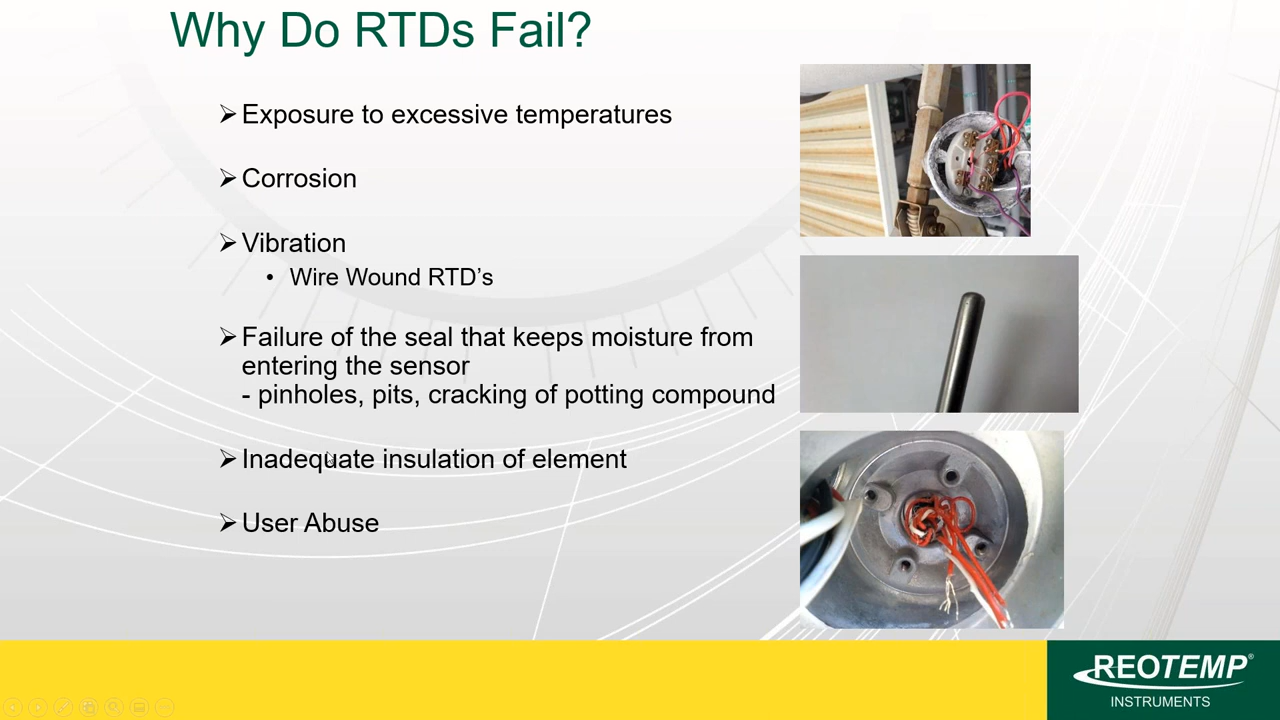 Why Do RTDs Fail?
➢Exposure to excessive temperatures
➢Corrosion
➢Vibration
• Wire Wound RTD’s
➢Failure of the seal that keeps moisture from
entering the sensor
- pinholes, pits, cracking of potting compound
➢Inadequate insulation of element
➢User Abuse
REOTEMP®
INSTRUMENTS